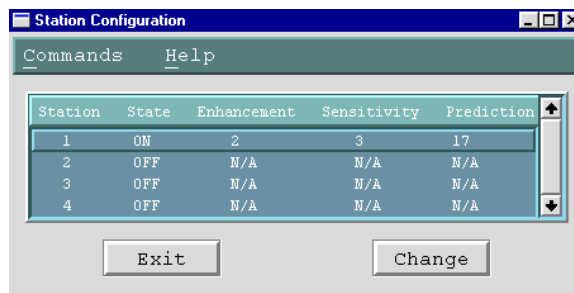 Station Configuration
Commands Help
Station State Enhancement Sensitivity Prediction
1 ON 2 3 17
2 OFF N/A N/A N/A
3 OFF N/A N/A N/A
4 OFF N/A N/A N/A
Exit Change